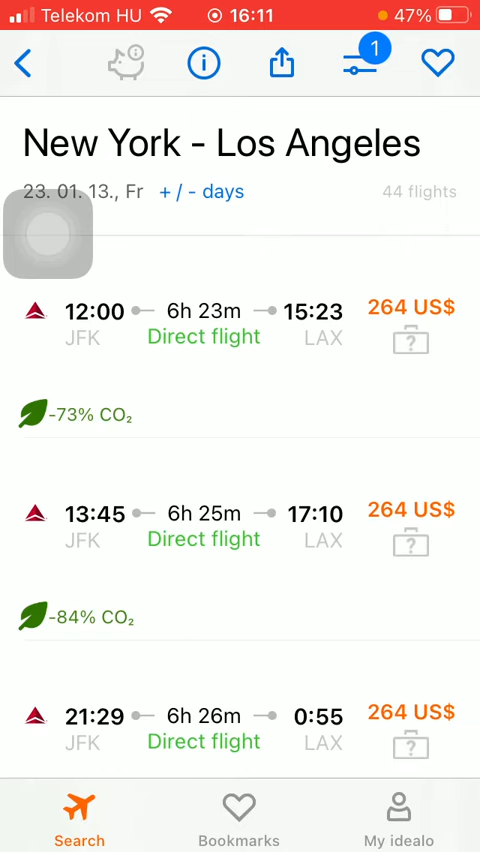 Telekom HU 16:11 47%
1
New York - Los Angeles
23. 01. 13., Fr + / - days 44 flights
12:00 6h 23m 15:23 264 US$
JFK Direct flight LAX ?
-73% CO₂
13:45 6h 25m 17:10 264 US$
JFK Direct flight LAX ?
-84% CO₂
21:29 6h 26m 0:55 264 US$
JFK Direct flight LAX ?
Search Bookmarks My idealo